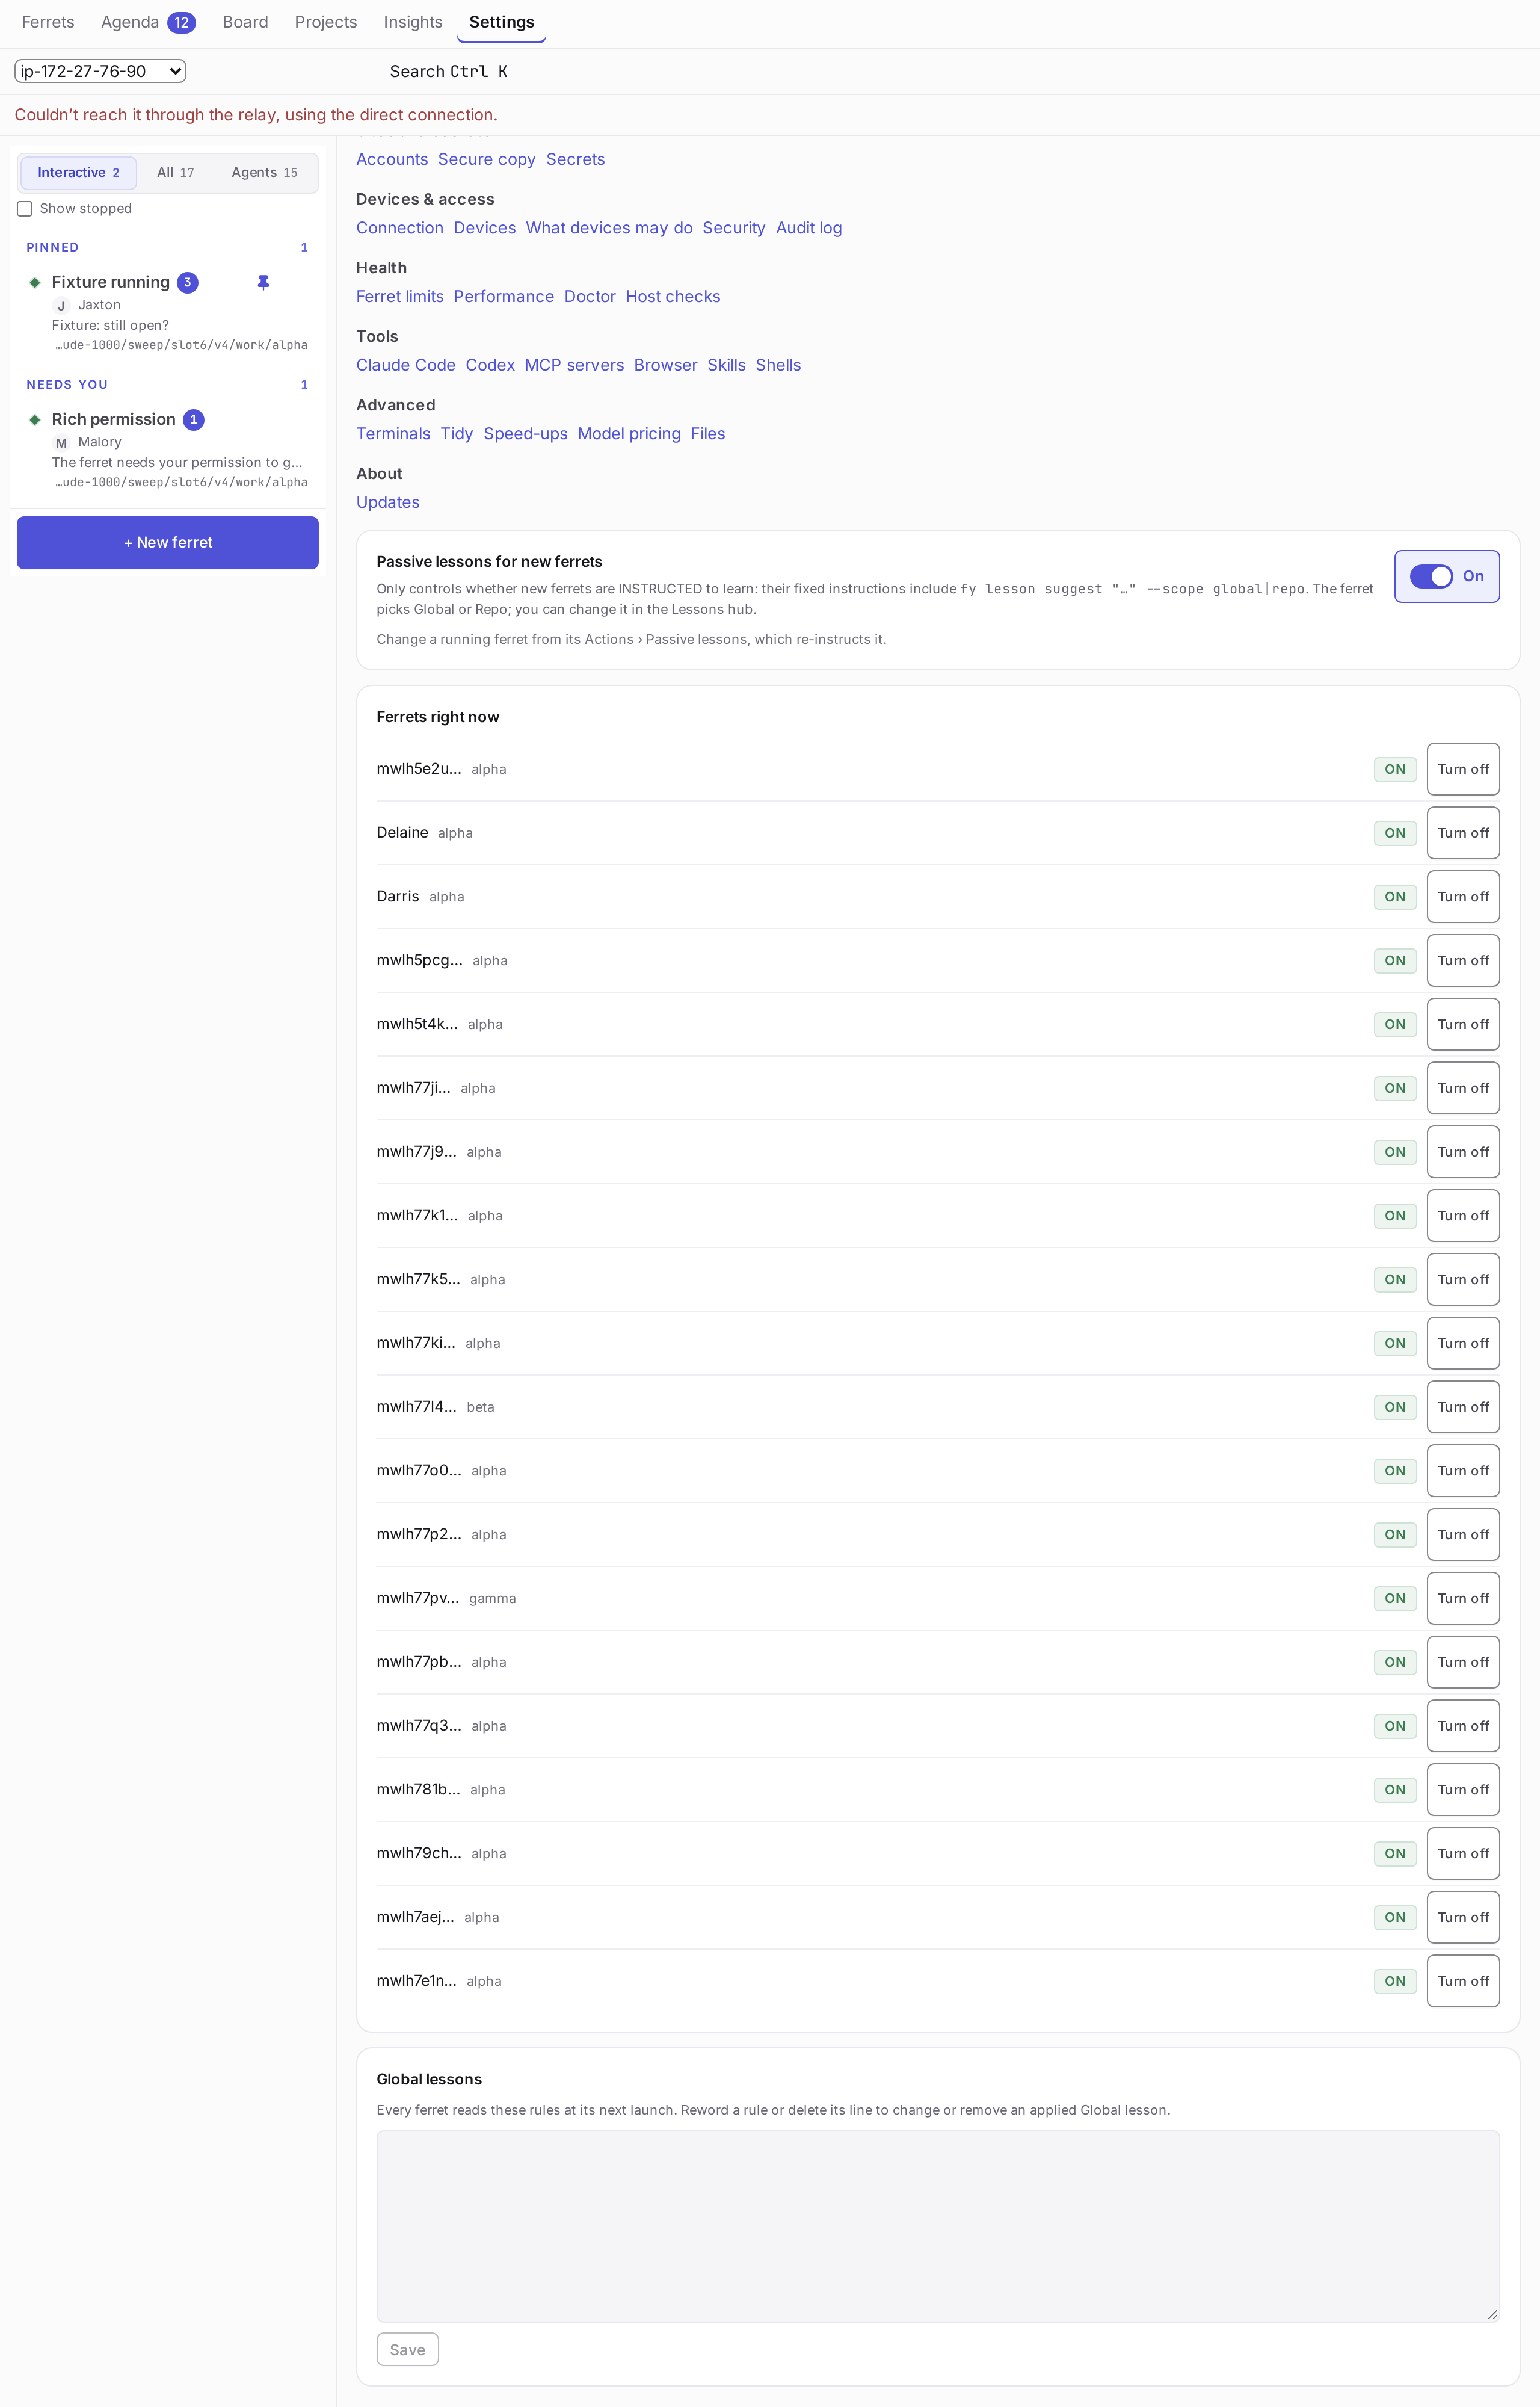 Ferrets Agenda 12 Board Projects Insights Settings
ip-172-27-76-90 Search Ctrl K
Couldn’t reach it through the relay, using the direct connection.
Interactive 2 All 17 Agents 15
Show stopped
PINNED 1
Fixture running 3
J Jaxton
Fixture: still open?
…ude-1000/sweep/slot6/v4/work/alpha
NEEDS YOU 1
Rich permission 1
M Malory
The ferret needs your permission to g…
…ude-1000/sweep/slot6/v4/work/alpha
+ New ferret
Accounts Secure copy Secrets
Devices & access
Connection Devices What devices may do Security Audit log
Health
Ferret limits Performance Doctor Host checks
Tools
Claude Code Codex MCP servers Browser Skills Shells
Advanced
Terminals Tidy Speed-ups Model pricing Files
About
Updates
Passive lessons for new ferrets
Only controls whether new ferrets are INSTRUCTED to learn: their fixed instructions include fy lesson suggest "…" --scope global|repo. The ferret
picks Global or Repo; you can change it in the Lessons hub.
Change a running ferret from its Actions › Passive lessons, which re-instructs it.
On
Ferrets right now
mwlh5e2u… alpha ON Turn off
Delaine alpha ON Turn off
Darris alpha ON Turn off
mwlh5pcg… alpha ON Turn off
mwlh5t4k… alpha ON Turn off
mwlh77ji… alpha ON Turn off
mwlh77j9… alpha ON Turn off
mwlh77k1… alpha ON Turn off
mwlh77k5… alpha ON Turn off
mwlh77ki… alpha ON Turn off
mwlh77l4… beta ON Turn off
mwlh77o0… alpha ON Turn off
mwlh77p2… alpha ON Turn off
mwlh77pv… gamma ON Turn off
mwlh77pb… alpha ON Turn off
mwlh77q3… alpha ON Turn off
mwlh781b… alpha ON Turn off
mwlh79ch… alpha ON Turn off
mwlh7aej… alpha ON Turn off
mwlh7e1n… alpha ON Turn off
Global lessons
Every ferret reads these rules at its next launch. Reword a rule or delete its line to change or remove an applied Global lesson.
Save